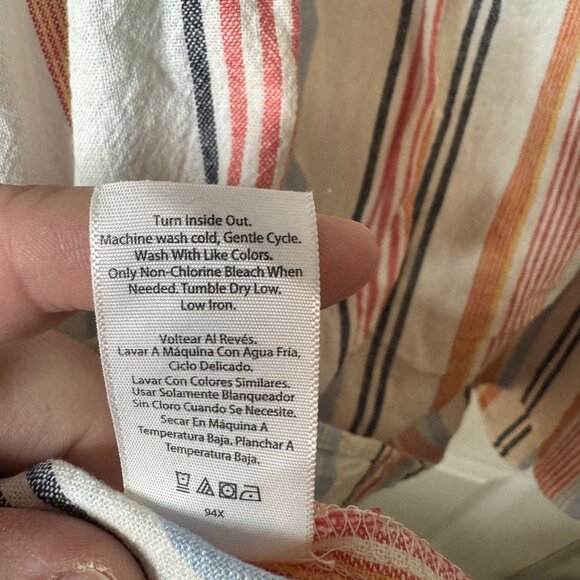 Turn Inside Out.
Machine wash cold, Gentle Cycle.
Wash With Like Colors.
Only Non-Chlorine Bleach When
Needed. Tumble Dry Low.
Low Iron.
Voltear Al Revés.
Lavar A Máquina Con Agua Fría,
Ciclo Delicado.
Lavar Con Colores Similares.
Usar Solamente Blanqueador
Sin Cloro Cuando Se Necesite.
Secar En Máquina A
Temperatura Baja. Planchar A
Temperatura Baja.
94X